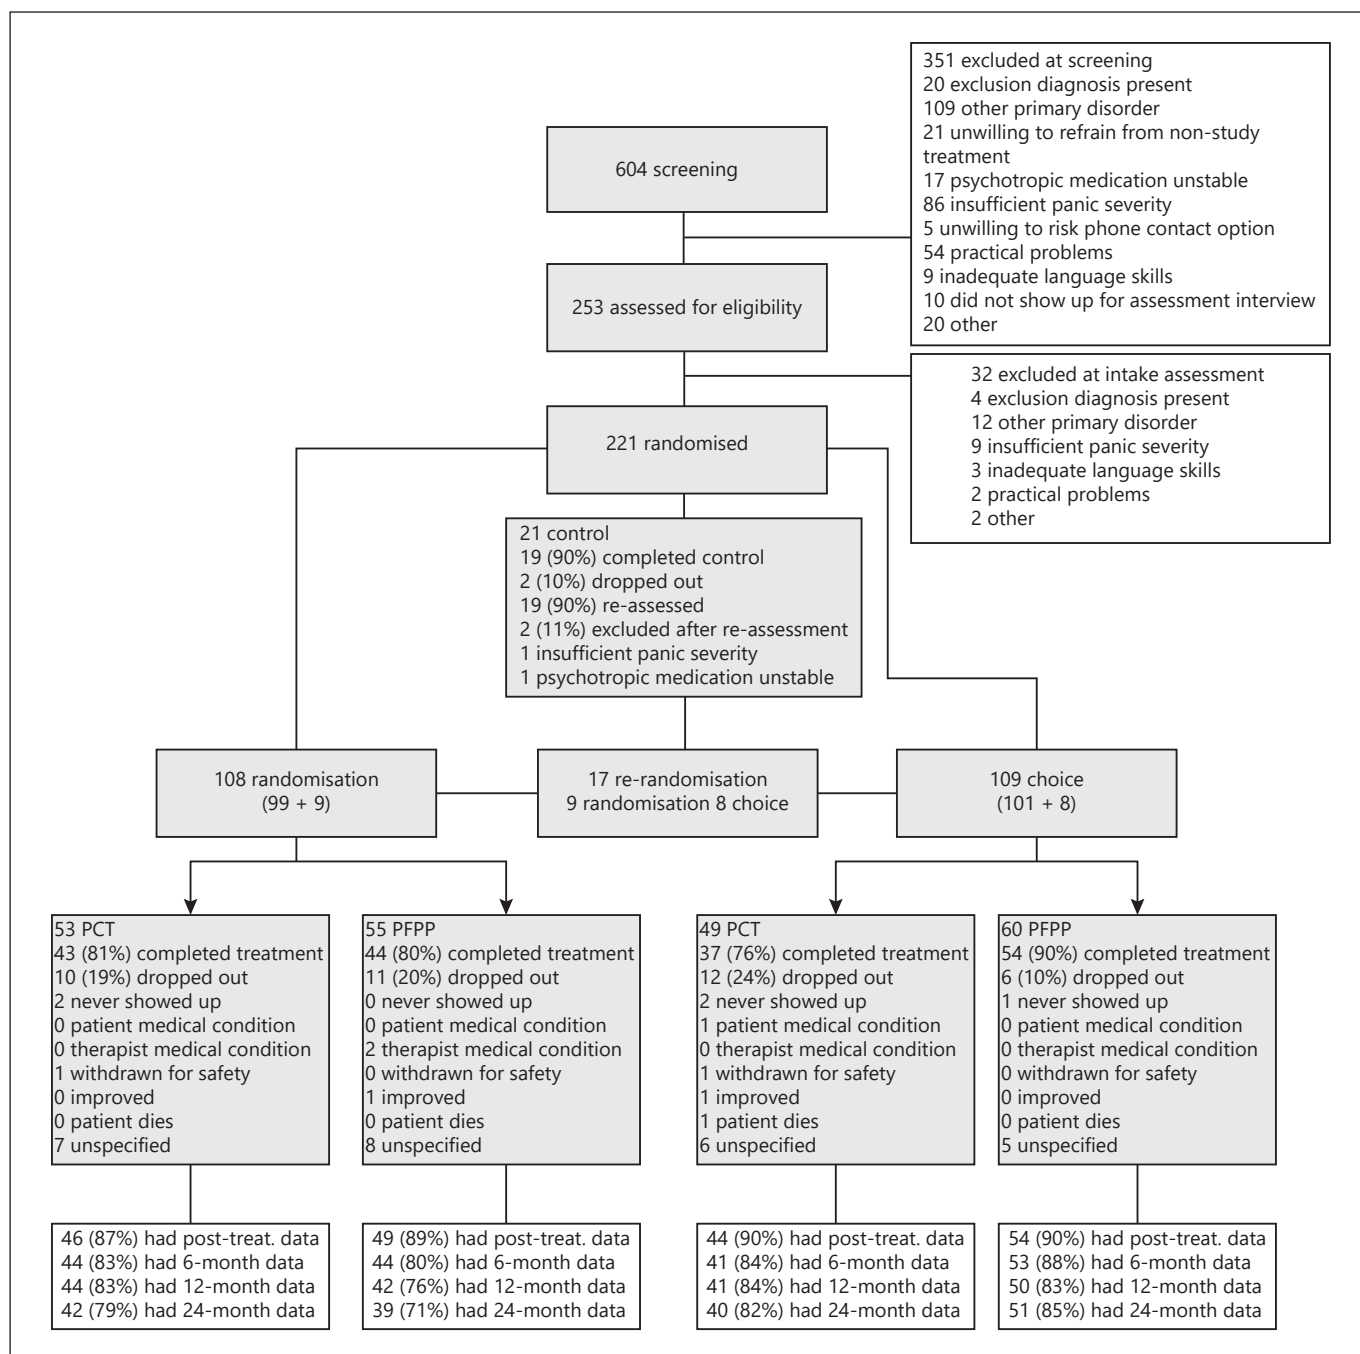 351 excluded at screening
20 exclusion diagnosis present
109 other primary disorder
21 unwilling to refrain from non-study
treatment
17 psychotropic medication unstable
86 insufficient panic severity
5 unwilling to risk phone contact option
54 practical problems
9 inadequate language skills
10 did not show up for assessment interview
20 other
604 screening
253 assessed for eligibility
32 excluded at intake assessment
4 exclusion diagnosis present
12 other primary disorder
9 insufficient panic severity
3 inadequate language skills
2 practical problems
2 other
221 randomised
21 control
19 (90%) completed control
2 (10%) dropped out
19 (90%) re-assessed
2 (11%) excluded after re-assessment
1 insufficient panic severity
1 psychotropic medication unstable
108 randomisation
(99 + 9)
17 re-randomisation
9 randomisation 8 choice
109 choice
(101 + 8)
53 PCT
43 (81%) completed treatment
10 (19%) dropped out
2 never showed up
0 patient medical condition
0 therapist medical condition
1 withdrawn for safety
0 improved
0 patient dies
7 unspecified
55 PFPP
44 (80%) completed treatment
11 (20%) dropped out
0 never showed up
0 patient medical condition
2 therapist medical condition
0 withdrawn for safety
1 improved
0 patient dies
8 unspecified
49 PCT
37 (76%) completed treatment
12 (24%) dropped out
2 never showed up
1 patient medical condition
0 therapist medical condition
1 withdrawn for safety
1 improved
1 patient dies
6 unspecified
60 PFPP
54 (90%) completed treatment
6 (10%) dropped out
1 never showed up
0 patient medical condition
0 therapist medical condition
0 withdrawn for safety
0 improved
0 patient dies
5 unspecified
46 (87%) had post-treat. data
44 (83%) had 6-month data
44 (83%) had 12-month data
42 (79%) had 24-month data
49 (89%) had post-treat. data
44 (80%) had 6-month data
42 (76%) had 12-month data
39 (71%) had 24-month data
44 (90%) had post-treat. data
41 (84%) had 6-month data
41 (84%) had 12-month data
40 (82%) had 24-month data
54 (90%) had post-treat. data
53 (88%) had 6-month data
50 (83%) had 12-month data
51 (85%) had 24-month data